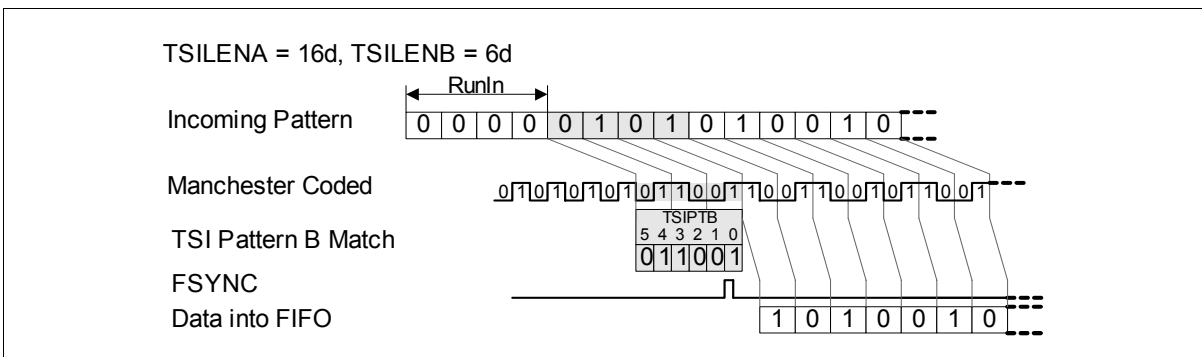 TSILENA = 16d, TSILENB = 6d
RunIn
Incoming Pattern 0 0 0 0 0 1 0 1 0 1 0 0 1 0
Manchester Coded 0 1 0 1 0 1 0 1 0 1 1 0 0 1 1 0 0 1 1 0 0 1 0 1 1 0 0 1
TSIPTB
TSI Pattern B Match 5 4 3 2 1 0
0 1 1 0 0 1
FSYNC
Data into FIFO 1 0 1 0 0 1 0